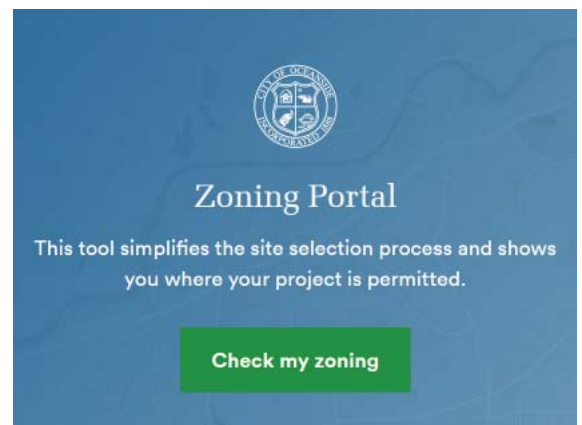 CITY OF OCEANSIDE
INCORPORATED 1888
Zoning Portal
This tool simplifies the site selection process and shows
you where your project is permitted.
Check my zoning